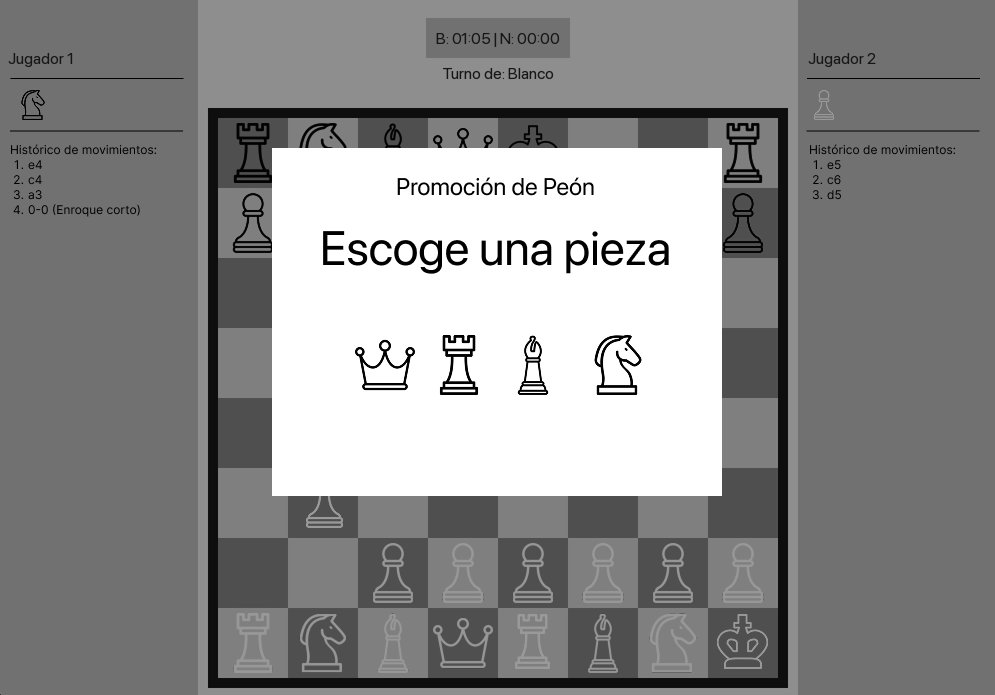 B: 01:05 | N: 00:00
Turno de: Blanco
Jugador 1
Histórico de movimientos:
1. e4
2. c4
3. a3
4. 0-0 (Enroque corto)
Promoción de Peón
Escoge una pieza
Jugador 2
Histórico de movimientos:
1. e5
2. c6
3. d5